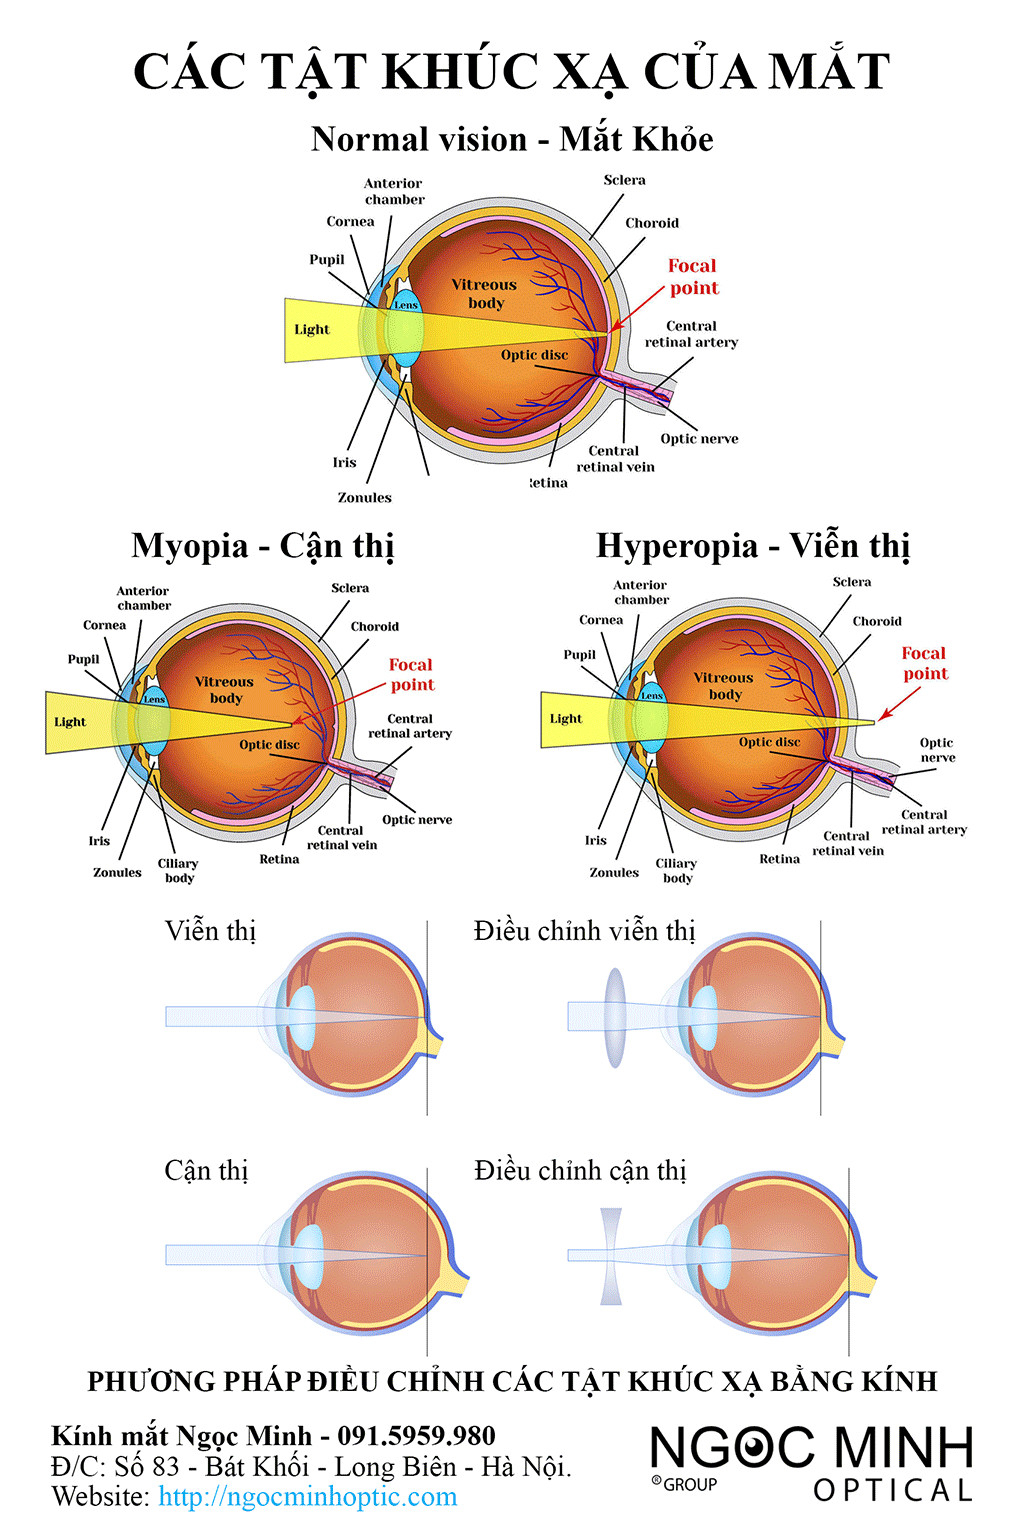 CÁC TẬT KHÚC XẠ CỦA MẮT
Normal vision - Mắt Khỏe
Anterior
chamber
Sclera
Cornea
Choroid
Pupil
Focal
point
Vitreous
body
Lens
Light
Central
retinal artery
Optic disc
Optic nerve
Central
retinal vein
Iris
etina
Zonules
Myopia - Cận thị
Anterior
chamber
Sclera
Cornea
Choroid
Pupil
Focal
point
Vitreous
body
Lens
Light
Central
retinal artery
Optic disc
Optic nerve
Central
retinal vein
Iris
Retina
Zonules
Ciliary
body
Hyperopia - Viễn thị
Anterior
chamber
Sclera
Cornea
Choroid
Pupil
Focal
point
Vitreous
body
Lens
Light
Optic disc
Optic
nerve
Central
retinal artery
Central
retinal vein
Iris
Retina
Zonules
Ciliary
body
Viễn thị
Điều chỉnh viễn thị
Cận thị
Điều chỉnh cận thị
PHƯƠNG PHÁP ĐIỀU CHỈNH CÁC TẬT KHÚC XẠ BẰNG KÍNH
Kính mắt Ngọc Minh - 091.5959.980
Đ/C: Số 83 - Bát Khối - Long Biên - Hà Nội.
Website: http://ngocminhoptic.com
NGỌC MINH
® GROUP
OPTICAL